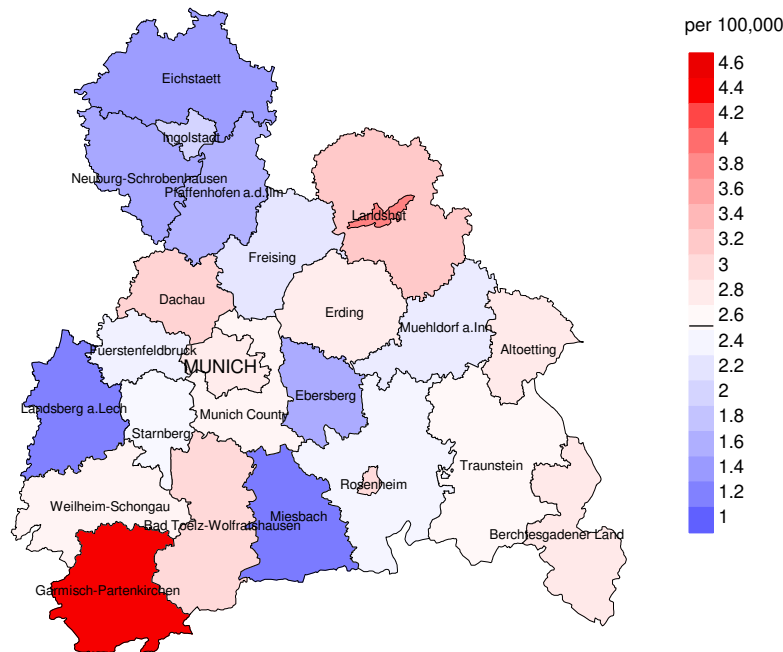 per 100,000
4.6
4.4
4.2
4
3.8
3.6
3.4
3.2
3
2.8
2.6
2.4
2.2
2
1.8
1.6
1.4
1.2
1
Eichstaett
Ingolstadt
Neuburg-Schrobenhausen
Pfaffenhofen a.d.Ilm
Landshut
Freising
Dachau
Erding
Muehldorf a.Inn
Fuerstenfeldbruck
Altoetting
MUNICH
Landsberg a.Lech
Ebersberg
Munich County
Starnberg
Traunstein
Rosenheim
Weilheim-Schongau
Miesbach
Bad Toelz-Wolfratshausen
Berchtesgadener Land
Garmisch-Partenkirchen